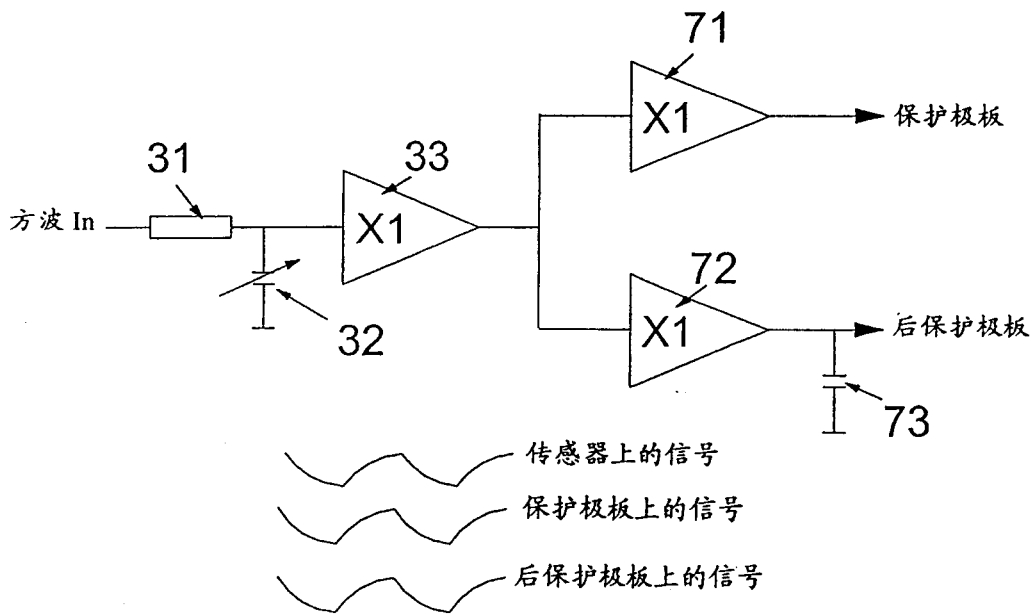 71
X1
保护极板
31
33
方波 In
X1
32
72
X1
后保护极板
73
传感器上的信号
保护极板上的信号
后保护极板上的信号